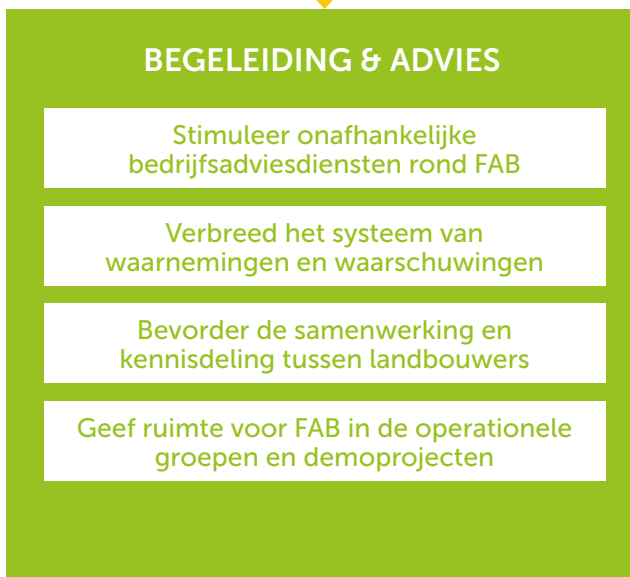 BEGELEIDING & ADVIES
Stimuleer onafhankelijke
bedrijfsadviesdiensten rond FAB
Verbreed het systeem van
waarnemingen en waarschuwingen
Bevorder de samenwerking en
kennisdeling tussen landbouwers
Geef ruimte voor FAB in de operationele
groepen en demoprojecten